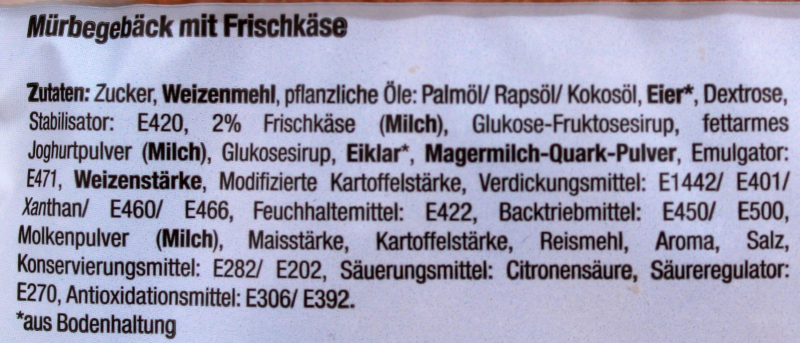 Mürbegebäck mit Frischkäse
Zutaten: Zucker, Weizenmehl, pflanzliche Öle: Palmöl/ Rapsöl/ Kokosöl, Eier*, Dextrose,
Stabilisator: E420, 2% Frischkäse (Milch), Glukose-Fruktosesirup, fettarmes
Joghurtpulver (Milch), Glukosesirup, Eiklar*, Magermilch-Quark-Pulver, Emulgator:
E471, Weizenstärke, Modifizierte Kartoffelstärke, Verdickungsmittel: E1442/ E401/
Xanthan/ E460/ E466, Feuchhaltemittel: E422, Backtriebmittel: E450/ E500,
Molkenpulver (Milch), Maisstärke, Kartoffelstärke, Reismehl, Aroma, Salz,
Konservierungsmittel: E282/ E202, Säuerungsmittel: Citronensäure, Säureregulator:
E270, Antioxidationsmittel: E306/ E392.
*aus Bodenhaltung